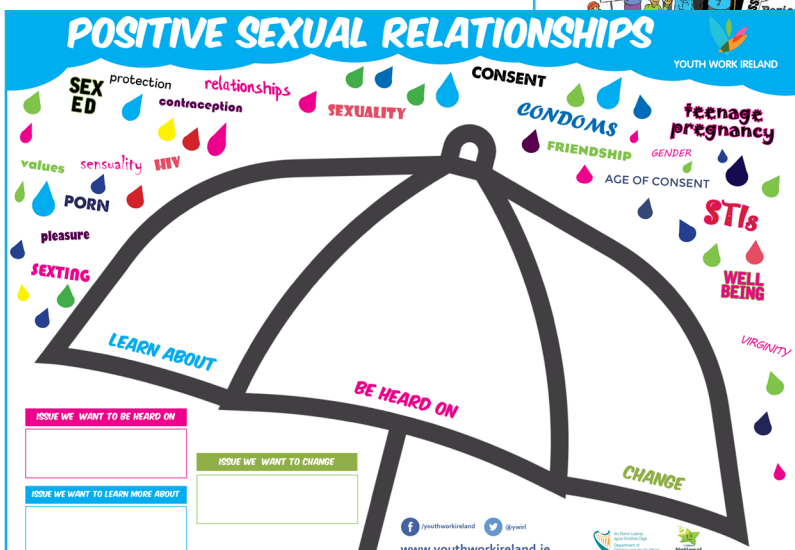 POSITIVE SEXUAL RELATIONSHIPS
YOUTH WORK IRELAND
SEX
ED
protection
relationships
contraception
SEXUALITY
CONSENT
CONDOMS
teenage
pregnancy
FRIENDSHIP
GENDER
values
sensuality
HIV
AGE OF CONSENT
PORN
STIs
pleasure
SEXTING
WELL
BEING
VIRGINITY
LEARN ABOUT
BE HEARD ON
CHANGE
ISSUE WE WANT TO BE HEARD ON
ISSUE WE WANT TO CHANGE
ISSUE WE WANT TO LEARN MORE ABOUT
/youthworkireland
@ywirl
www.youthworkireland.ie